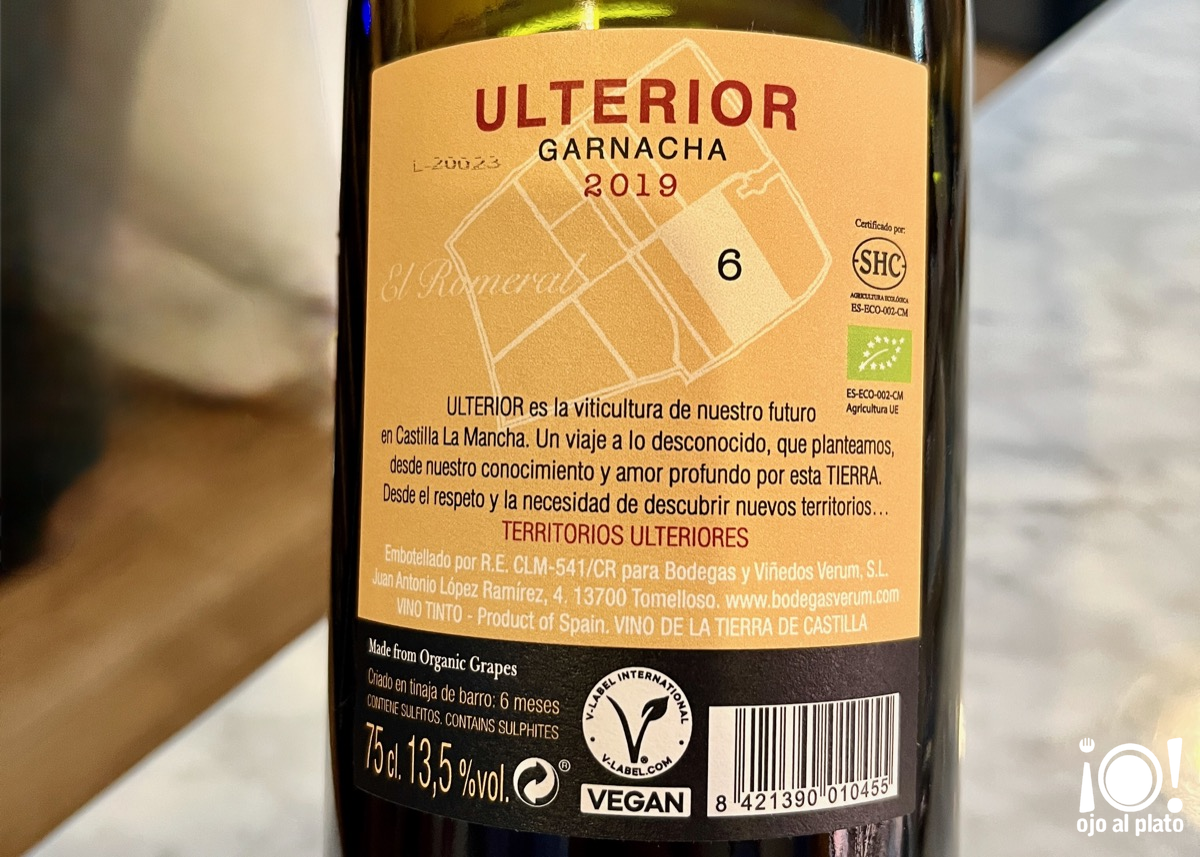 ULTERIOR
GARNACHA
L-20023
2019
6
El Romeral
Certificado por:
SHC
AGRICULTURA ECOLÓGICA
ES-ECO-002-CM
ES-ECO-002-CM
Agricultura UE
ULTERIOR es la viticultura de nuestro futuro
en Castilla La Mancha. Un viaje a lo desconocido, que planteamos,
desde nuestro conocimiento y amor profundo por esta TIERRA.
Desde el respeto y la necesidad de descubrir nuevos territorios...
TERRITORIOS ULTERIORES
Embotellado por R.E. CLM-541/CR para Bodegas y Viñedos Verum, S.L.
Juan Antonio López Ramírez, 4. 13700 Tomelloso. www.bodegasverum.com
VINO TINTO - Product of Spain. VINO DE LA TIERRA DE CASTILLA
Made from Organic Grapes
Criado en tinaja de barro: 6 meses
CONTIENE SULFITOS. CONTAINS SULPHITES
75 cl. 13,5 %vol.
®
V-LABEL INTERNATIONAL
V-LABEL.COM
VEGAN
8 421390 010455
¡O!
ojo al plato